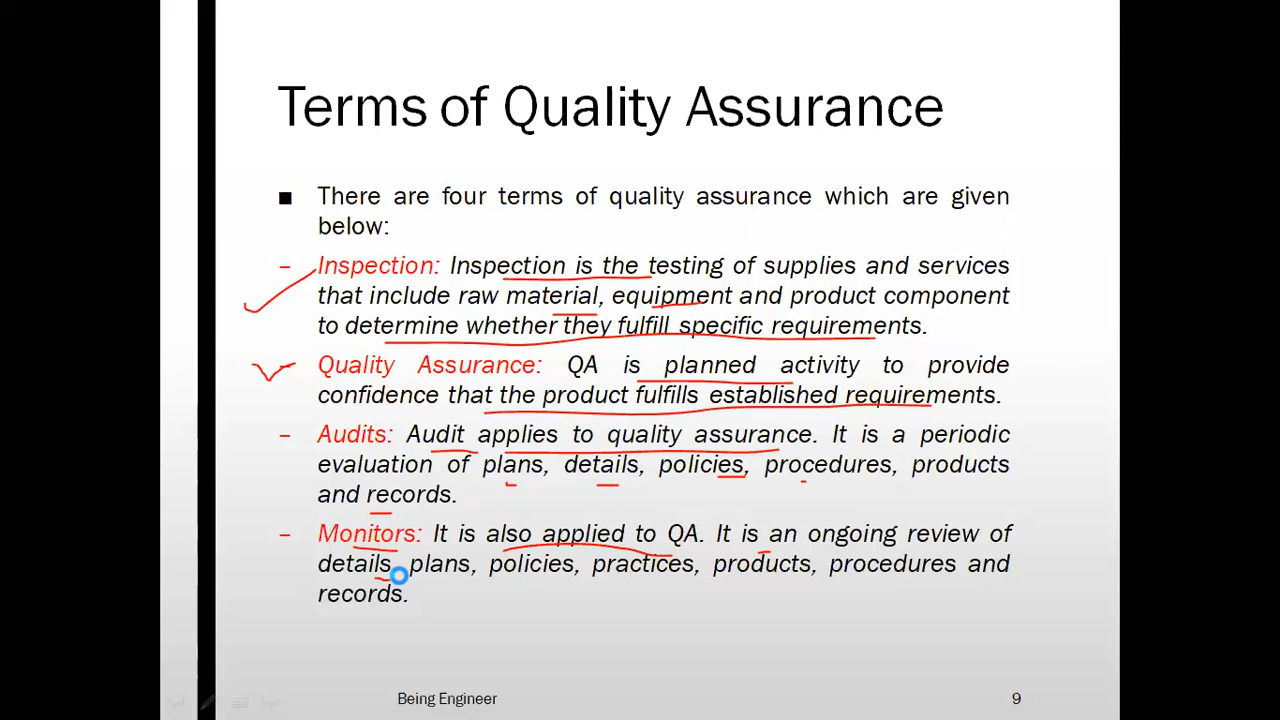 Terms of Quality Assurance
■ There are four terms of quality assurance which are given
below:
– Inspection: Inspection is the testing of supplies and services
that include raw material, equipment and product component
to determine whether they fulfill specific requirements.
Quality Assurance: QA is planned activity to provide
confidence that the product fulfills established requirements.
– Audits: Audit applies to quality assurance. It is a periodic
evaluation of plans, details, policies, procedures, products
and records.
– Monitors: It is also applied to QA. It is an ongoing review of
details, plans, policies, practices, products, procedures and
records.
Being Engineer
9